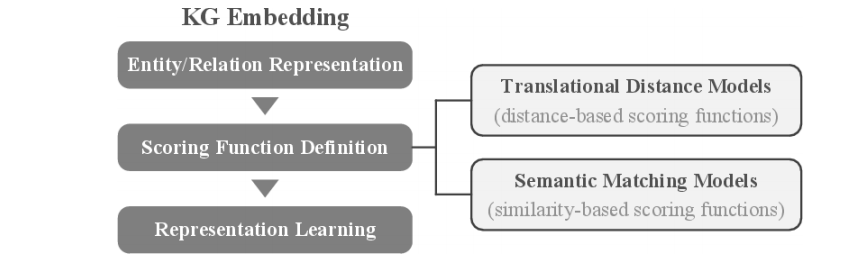 KG Embedding
Entity/Relation Representation
Scoring Function Definition
Representation Learning
Translational Distance Models
(distance-based scoring functions)
Semantic Matching Models
(similarity-based scoring functions)